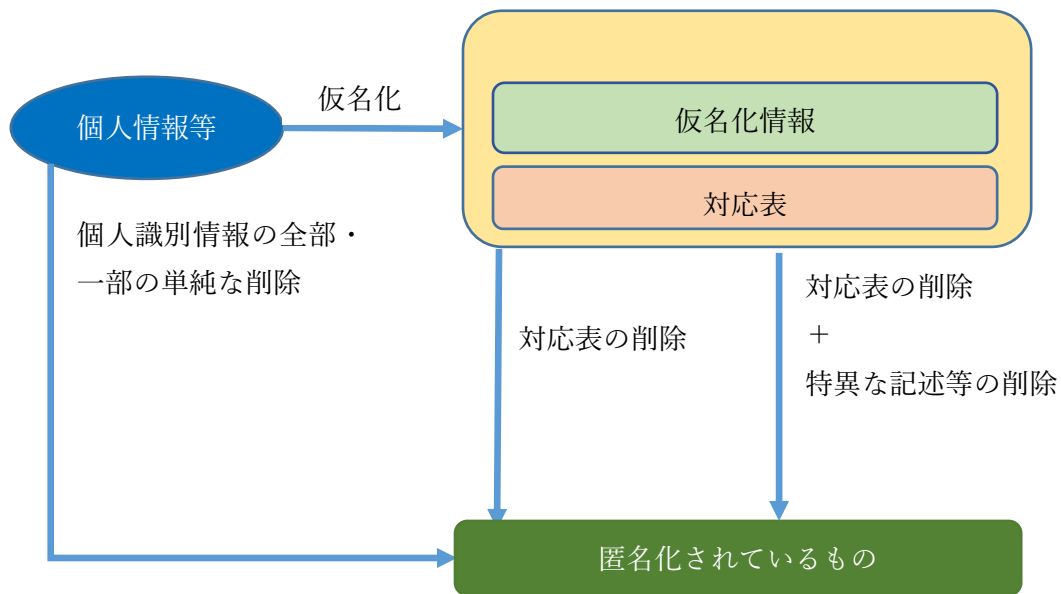 仮名化
個人情報等
仮名化情報
対応表
個人識別情報の全部・
一部の単純な削除
対応表の削除
対応表の削除
＋
特異な記述等の削除
匿名化されているもの